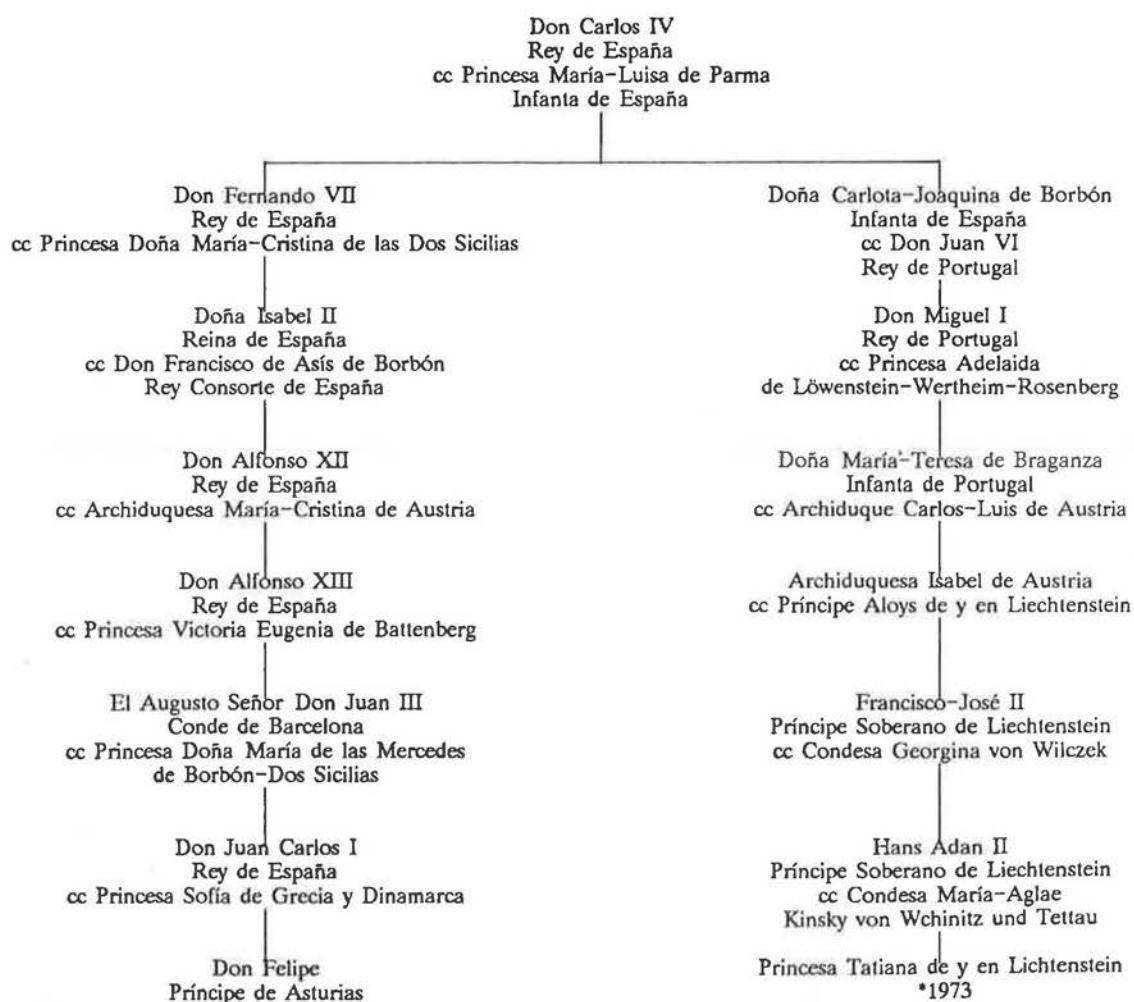 Don Carlos IV
Rey de España
cc Princesa María-Luisa de Parma
Infanta de España
Don Fernando VII
Rey de España
cc Princesa Doña María-Cristina de las Dos Sicilias
Doña Isabel II
Reina de España
cc Don Francisco de Asís de Borbón
Rey Consorte de España
Don Alfonso XII
Rey de España
cc Archiduquesa María-Cristina de Austria
Don Alfonso XIII
Rey de España
cc Princesa Victoria Eugenia de Battenberg
El Augusto Señor Don Juan III
Conde de Barcelona
cc Princesa Doña María de las Mercedes
de Borbón-Dos Sicilias
Don Juan Carlos I
Rey de España
cc Princesa Sofía de Grecia y Dinamarca
Don Felipe
Príncipe de Asturias
Doña Carlota-Joaquina de Borbón
Infanta de España
cc Don Juan VI
Rey de Portugal
Don Miguel I
Rey de Portugal
cc Princesa Adelaida
de Löwenstein-Wertheim-Rosenberg
Doña María-Teresa de Braganza
Infanta de Portugal
cc Archiduque Carlos-Luis de Austria
Archiduquesa Isabel de Austria
cc Príncipe Aloys de y en Liechtenstein
Francisco-José II
Príncipe Soberano de Liechtenstein
cc Condesa Georgina von Wilczek
Hans Adan II
Príncipe Soberano de Liechtenstein
cc Condesa María-Aglae
Kinsky von Wchinitz und Tettau
Princesa Tatiana de y en Lichtenstein
*1973